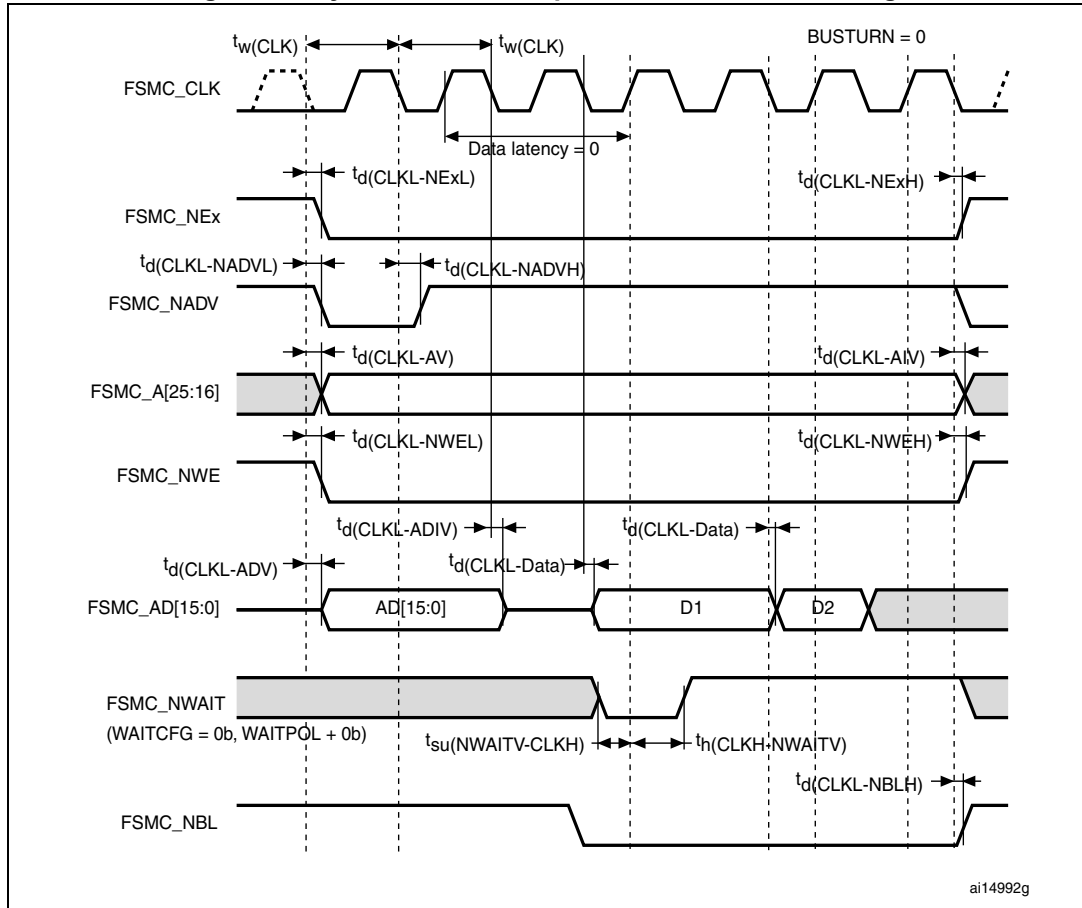 BUSTURN = 0
tw(CLK) tw(CLK)
FSMC_CLK
Data latency = 0
td(CLKL-NExL) td(CLKL-NExH)
FSMC_NEx
td(CLKL-NADVL) td(CLKL-NADVH)
FSMC_NADV
td(CLKL-AV) td(CLKL-AIV)
FSMC_A[25:16]
td(CLKL-NWEL) td(CLKL-NWEH)
FSMC_NWE
td(CLKL-ADIV) td(CLKL-Data)
td(CLKL-ADV) td(CLKL-Data)
FSMC_AD[15:0] AD[15:0] D1 D2
FSMC_NWAIT
(WAITCFG = 0b, WAITPOL + 0b)
tsu(NWAITV-CLKH) th(CLKH-NWAITV)
td(CLKL-NBLH)
FSMC_NBL
ai14992g